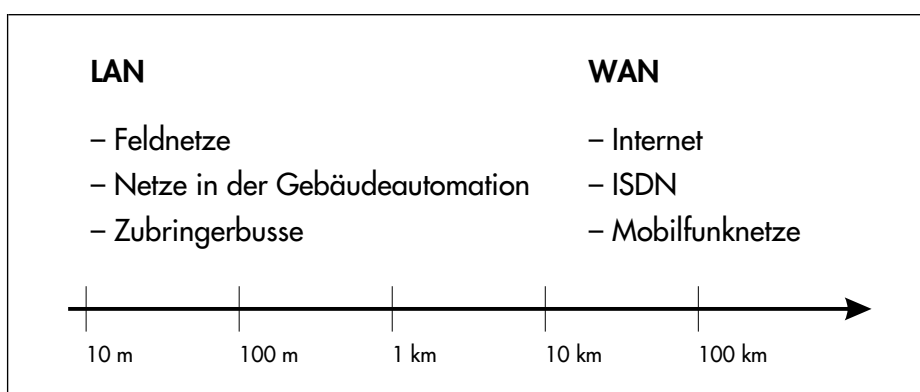 LAN
– Feldnetze
– Netze in der Gebäudeautomation
– Zubringerbusse
WAN
– Internet
– ISDN
– Mobilfunknetze
10 m 100 m 1 km 10 km 100 km